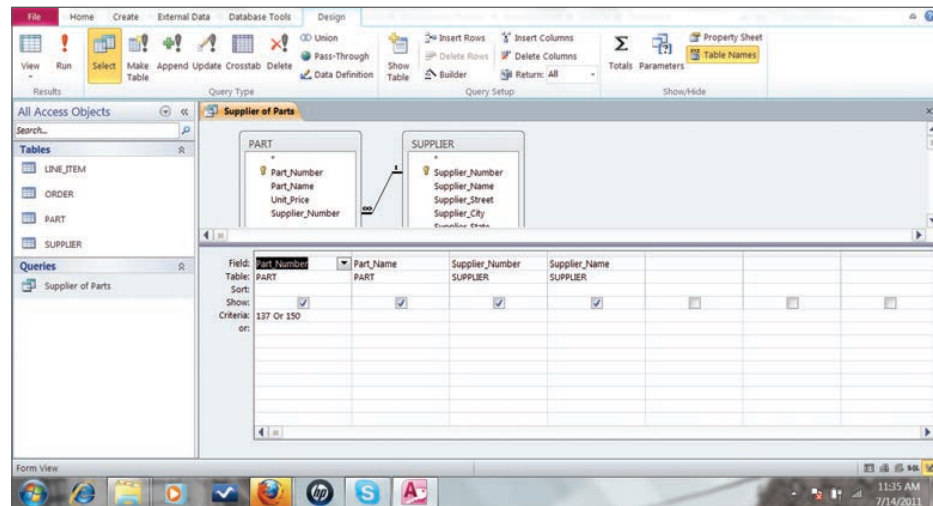 File Home Create External Data Database Tools Design
View Run Select Make Table Append Update Crosstab Delete
Union
Pass-Through
Data Definition
Show Table
Insert Rows
Delete Rows
Builder
Insert Columns
Delete Columns
Return: All
Totals Parameters
Property Sheet
Table Names
Results Query Type Query Setup Show/Hide
All Access Objects
Search...
Tables
LINE_ITEM
ORDER
PART
SUPPLIER
Queries
Supplier of Parts
Supplier of Parts
PART
*
Part_Number
Part_Name
Unit_Price
Supplier_Number
∞
1
SUPPLIER
*
Supplier_Number
Supplier_Name
Supplier_Street
Supplier_City
Supplier_State
Field: Part_Number Part_Name Supplier_Number Supplier_Name
Table: PART PART SUPPLIER SUPPLIER
Sort:
Show:
Criteria: 137 Or 150
or:
Form View
SQL
hp
11:35 AM
7/14/2011